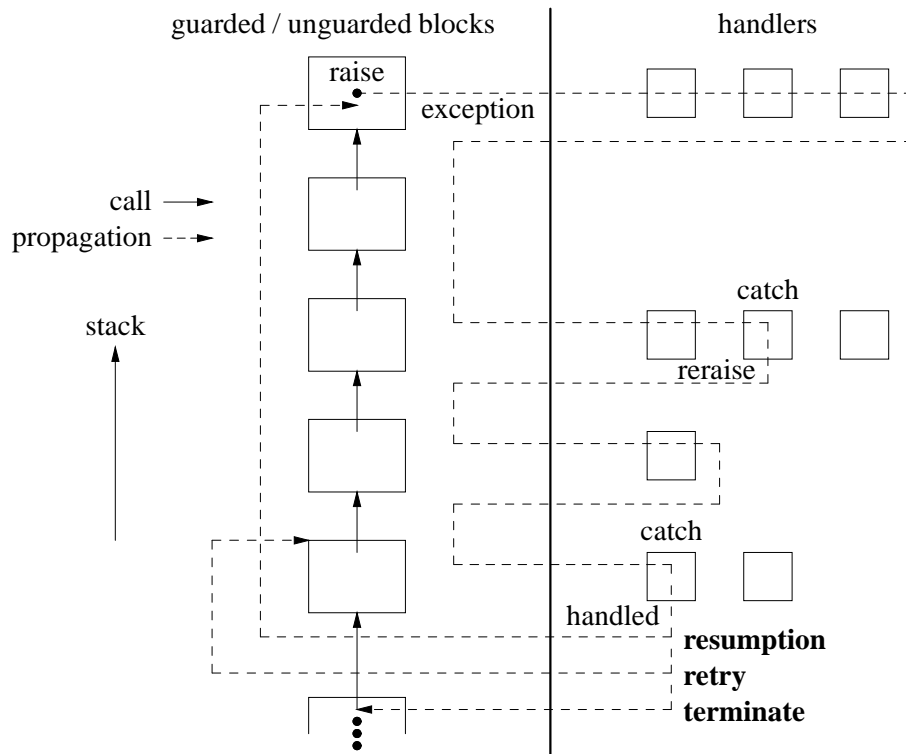 guarded / unguarded blocks
handlers
raise
exception
call
propagation
catch
stack
reraise
catch
handled
resumption
retry
terminate